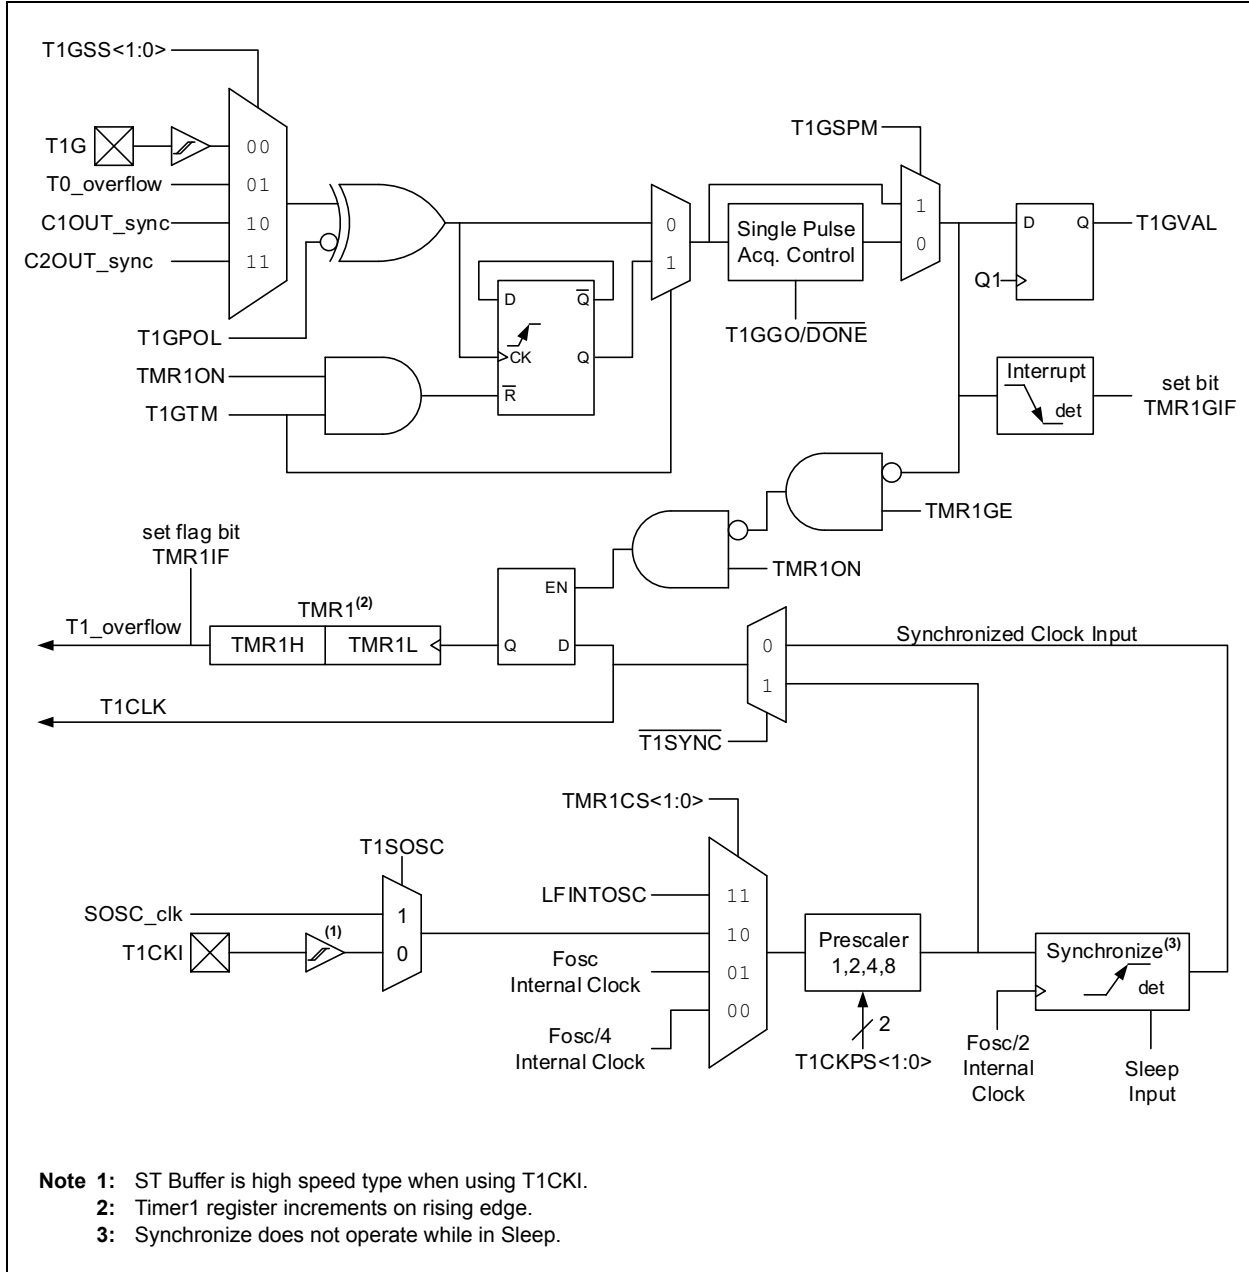 T1GSS<1:0>
T1G
00
T0_overflow
01
C1OUT_sync
10
C2OUT_sync
11
T1GPOL
TMR1ON
T1GTM
D
Q
CK
Q
R
0
1
T1GSPM
Single Pulse
Acq. Control
T1GGO/DONE
1
0
D
Q
Q1
T1GVAL
Interrupt
det
set bit
TMR1GIF
TMR1GE
TMR1ON
set flag bit
TMR1IF
T1_overflow
TMR1(2)
TMR1H
TMR1L
EN
Q
D
T1CLK
0
1
Synchronized Clock Input
T1SYNC
TMR1CS<1:0>
T1SOSC
SOSC_clk
1
T1CKI
(1)
0
LFINTOSC
11
10
Fosc
Internal Clock
01
Fosc/4
Internal Clock
00
Prescaler
1,2,4,8
2
T1CKPS<1:0>
Synchronize(3)
det
Fosc/2
Internal
Clock
Sleep
Input
Note 1: ST Buffer is high speed type when using T1CKI.
2: Timer1 register increments on rising edge.
3: Synchronize does not operate while in Sleep.